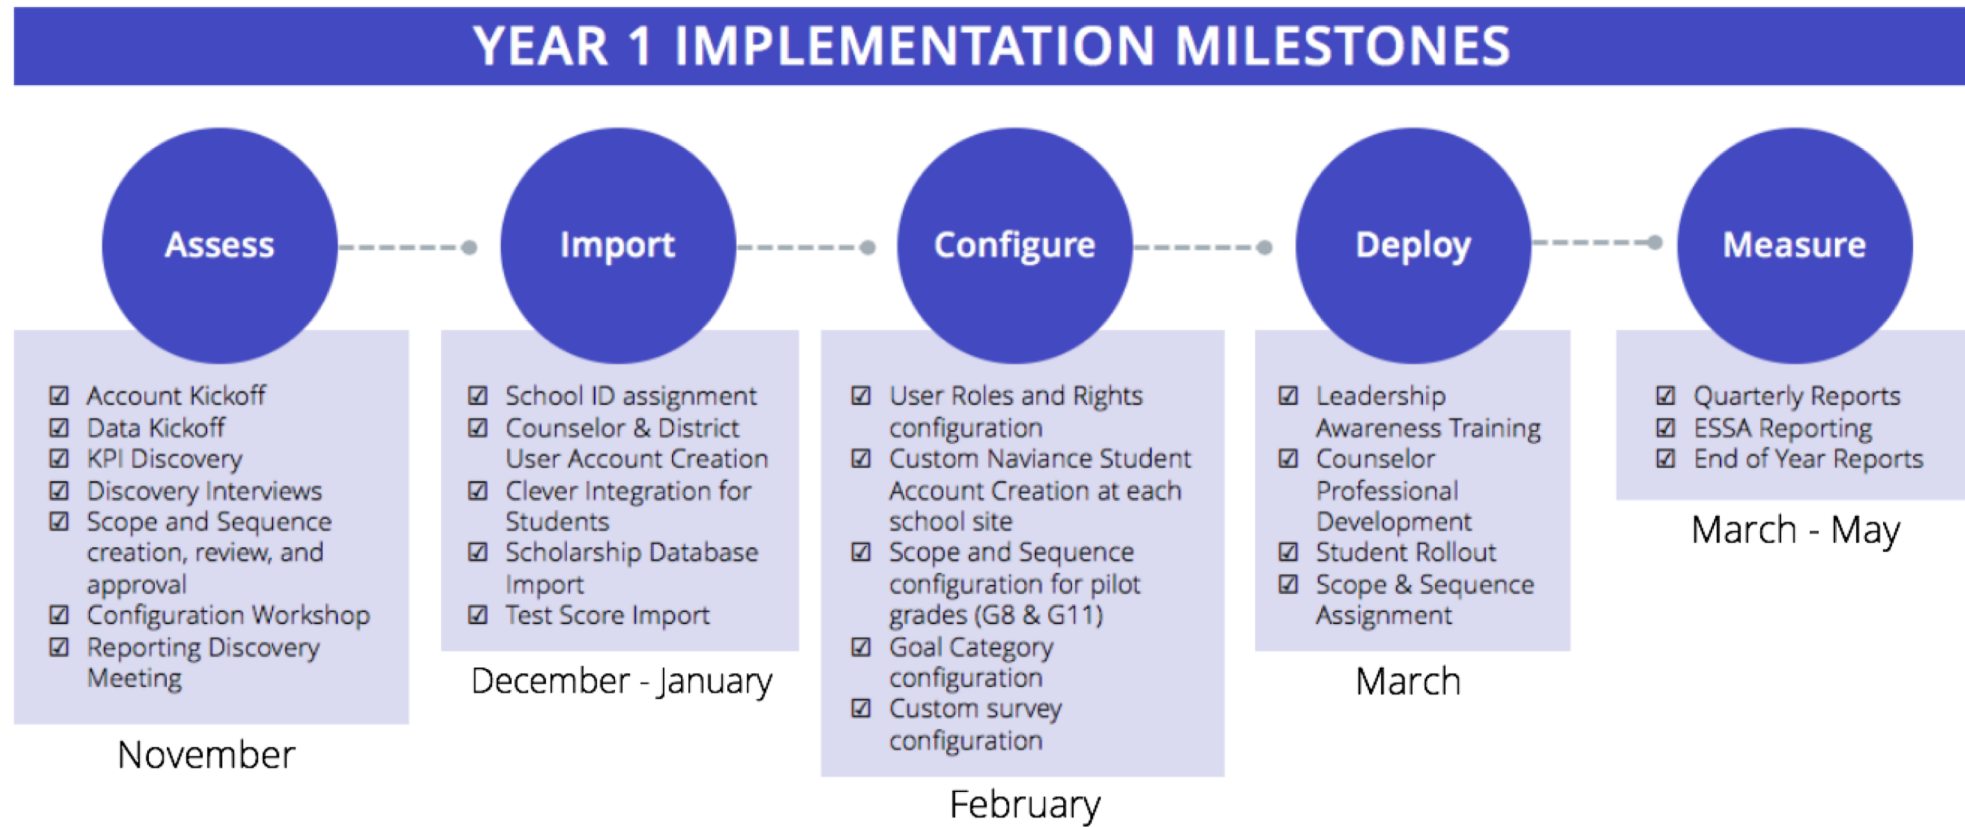 YEAR 1 IMPLEMENTATION MILESTONES
Assess
☑ Account Kickoff
☑ Data Kickoff
☑ KPI Discovery
☑ Discovery Interviews
☑ Scope and Sequence
creation, review, and
approval
☑ Configuration Workshop
☑ Reporting Discovery
Meeting
November
Import
☑ School ID assignment
☑ Counselor & District
User Account Creation
☑ Clever Integration for
Students
☑ Scholarship Database
Import
☑ Test Score Import
December - January
Configure
☑ User Roles and Rights
configuration
☑ Custom Naviance Student
Account Creation at each
school site
☑ Scope and Sequence
configuration for pilot
grades (G8 & G11)
☑ Goal Category
configuration
☑ Custom survey
configuration
February
Deploy
☑ Leadership
Awareness Training
☑ Counselor
Professional
Development
☑ Student Rollout
☑ Scope & Sequence
Assignment
March
Measure
☑ Quarterly Reports
☑ ESSA Reporting
☑ End of Year Reports
March - May